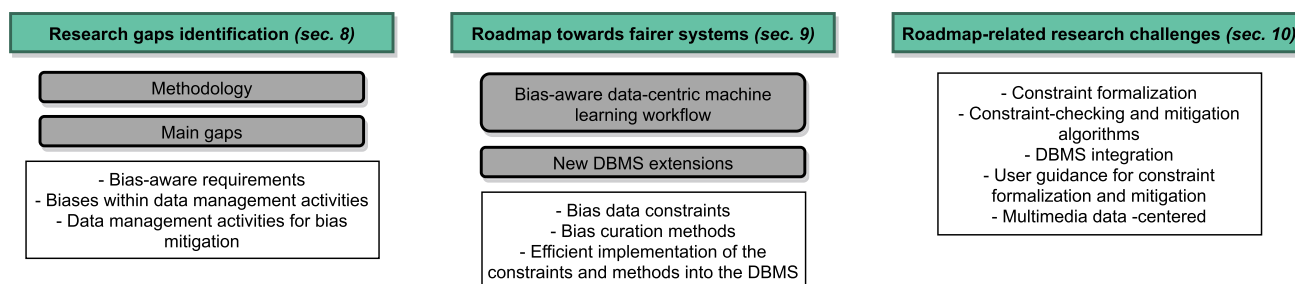 Research gaps identification (sec. 8)
Methodology
Main gaps
- Bias-aware requirements
- Biases within data management activities
- Data management activities for bias
mitigation
Roadmap towards fairer systems (sec. 9)
Bias-aware data-centric machine
learning workflow
New DBMS extensions
- Bias data constraints
- Bias curation methods
- Efficient implementation of the
constraints and methods into the DBMS
Roadmap-related research challenges (sec. 10)
- Constraint formalization
- Constraint-checking and mitigation
algorithms
- DBMS integration
- User guidance for constraint
formalization and mitigation
- Multimedia data -centered